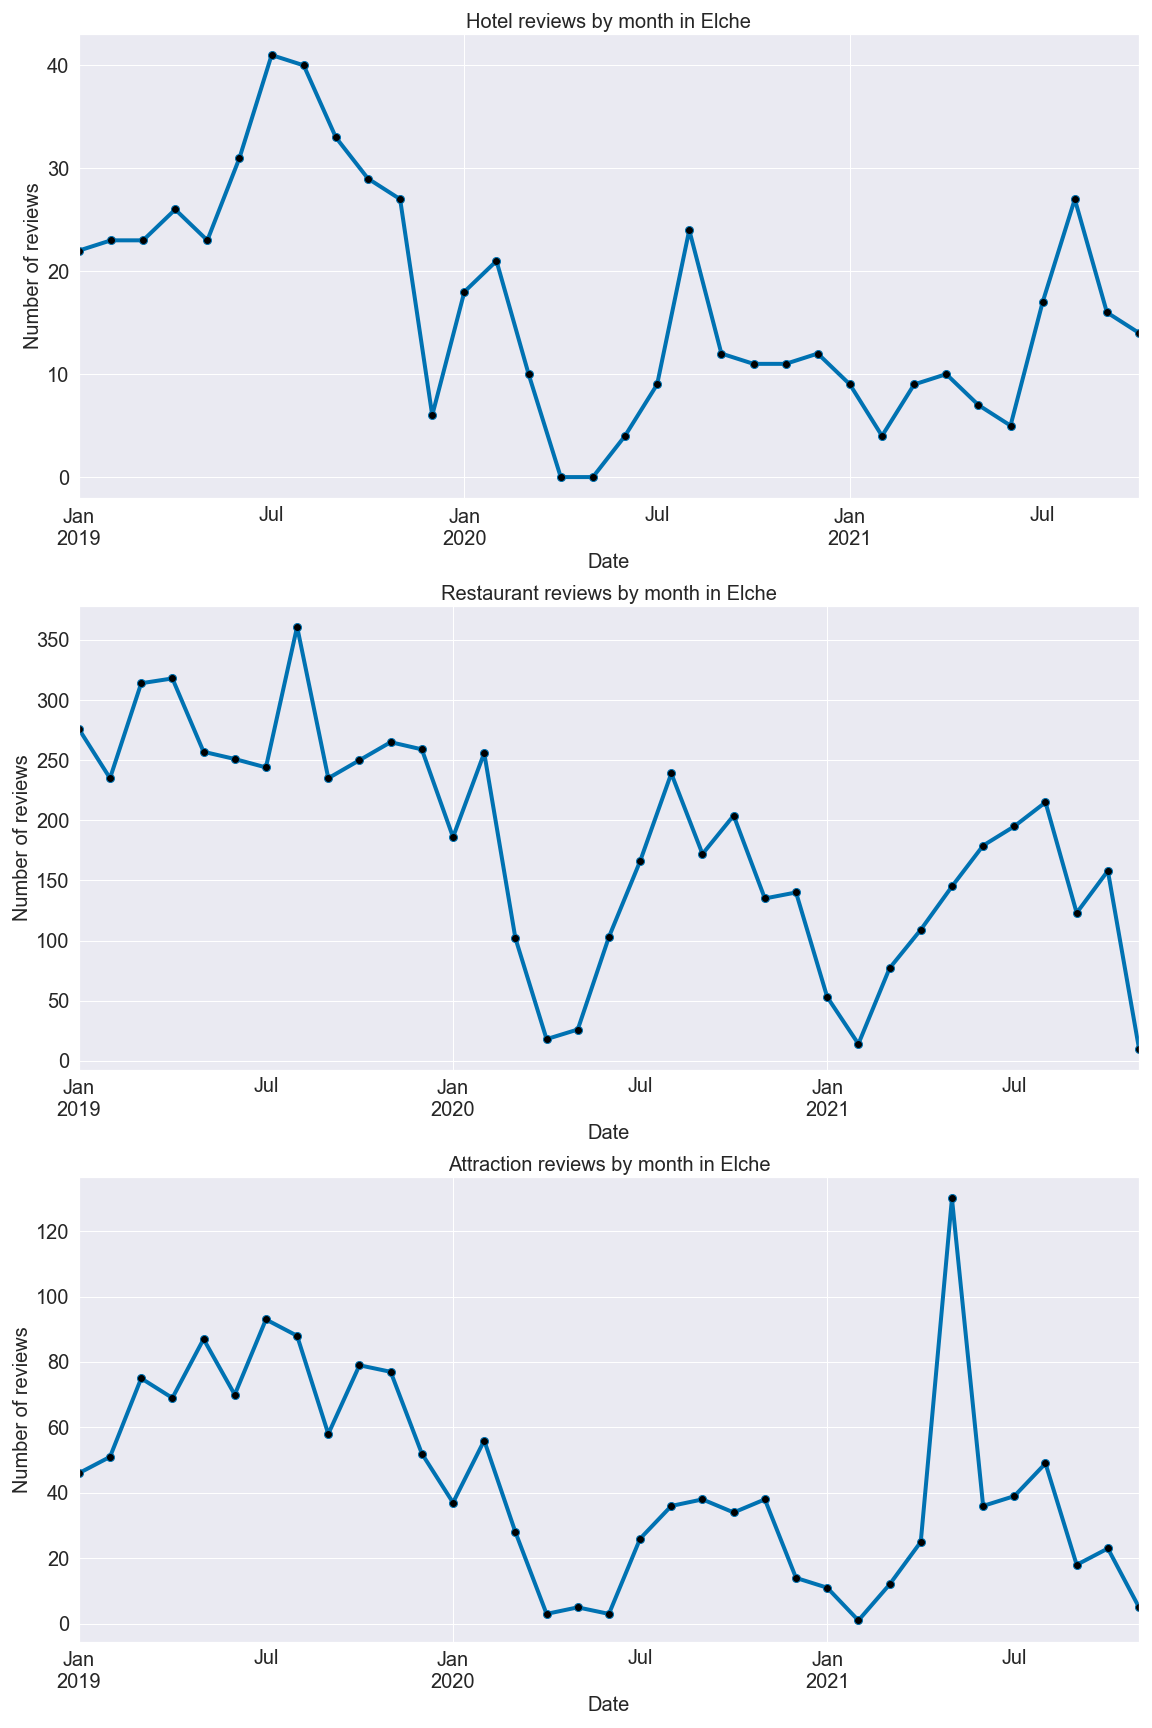 Hotel reviews by month in Elche
40
30
20
10
0
Number of reviews
Jan Jul Jan Jul Jan Jul
2019 2020 2021
Date
Restaurant reviews by month in Elche
350
300
250
200
150
100
50
0
Number of reviews
Jan Jul Jan Jul Jan Jul
2019 2020 2021
Date
Attraction reviews by month in Elche
120
100
80
60
40
20
0
Number of reviews
Jan Jul Jan Jul Jan Jul
2019 2020 2021
Date